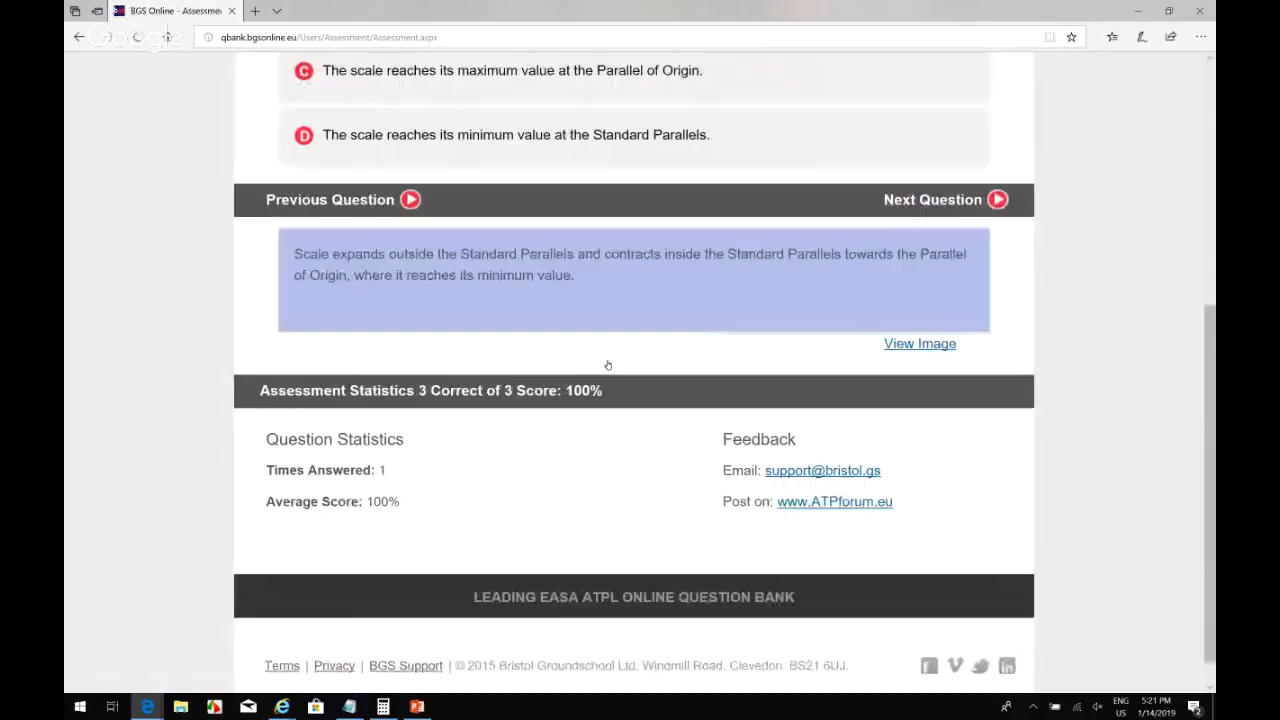 BGS Online - Assessme
Google
qbank.bgsonline.eu/Users/Assessment/Assessment.aspx
C The scale reaches its maximum value at the Parallel of Origin.
D The scale reaches its minimum value at the Standard Parallels.
Previous Question
Next Question
Scale expands outside the Standard Parallels and contracts inside the Standard Parallels towards the Parallel
of Origin, where it reaches its minimum value.
View Image
Assessment Statistics 3 Correct of 3 Score: 100%
Question Statistics
Feedback
Times Answered: 1
Email: support@bristol.gs
Average Score: 100%
Post on: www.ATPforum.eu
LEADING EASA ATPL ONLINE QUESTION BANK
Terms | Privacy | BGS Support | © 2015 Bristol Groundschool Ltd. Windmill Road. Clevedon. BS21 6UJ.
ENG
US
5:21 PM
1/14/2019
2